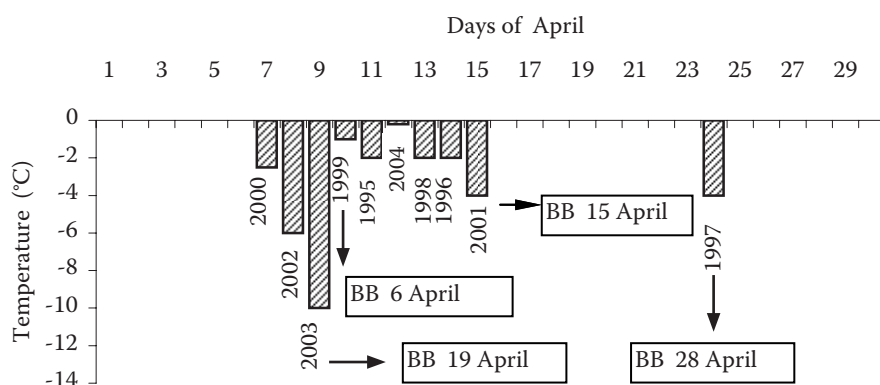 Days of April
1 3 5 7 9 11 13 15 17 19 21 23 25 27 29
Temperature (°C)
0
-2
-4
-6
-8
-10
-12
-14
2000
2002
2003
1999
1995
2004
1998
1996
2001
1997
BB 15 April
BB 6 April
BB 19 April
BB 28 April